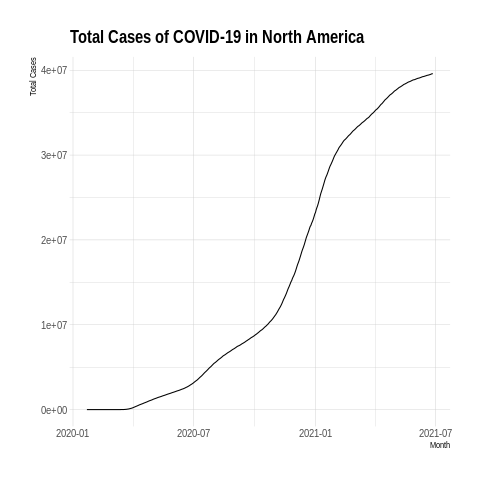 Total Cases of COVID-19 in North America
Total Cases
4e+07
3e+07
2e+07
1e+07
0e+00
2020-01 2020-07 2021-01 2021-07
Month